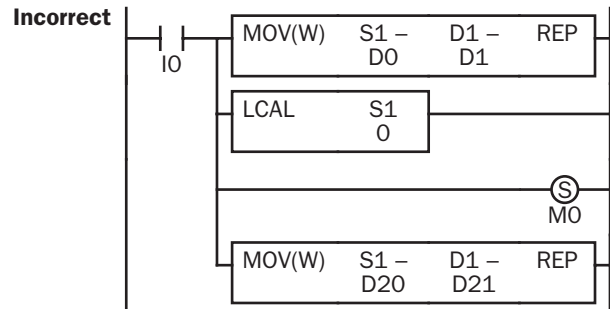 Incorrect
I0
MOV(W) S1 – D1 – REP
D0 D1
LCAL S1
0
S
M0
MOV(W) S1 – D1 – REP
D20 D21